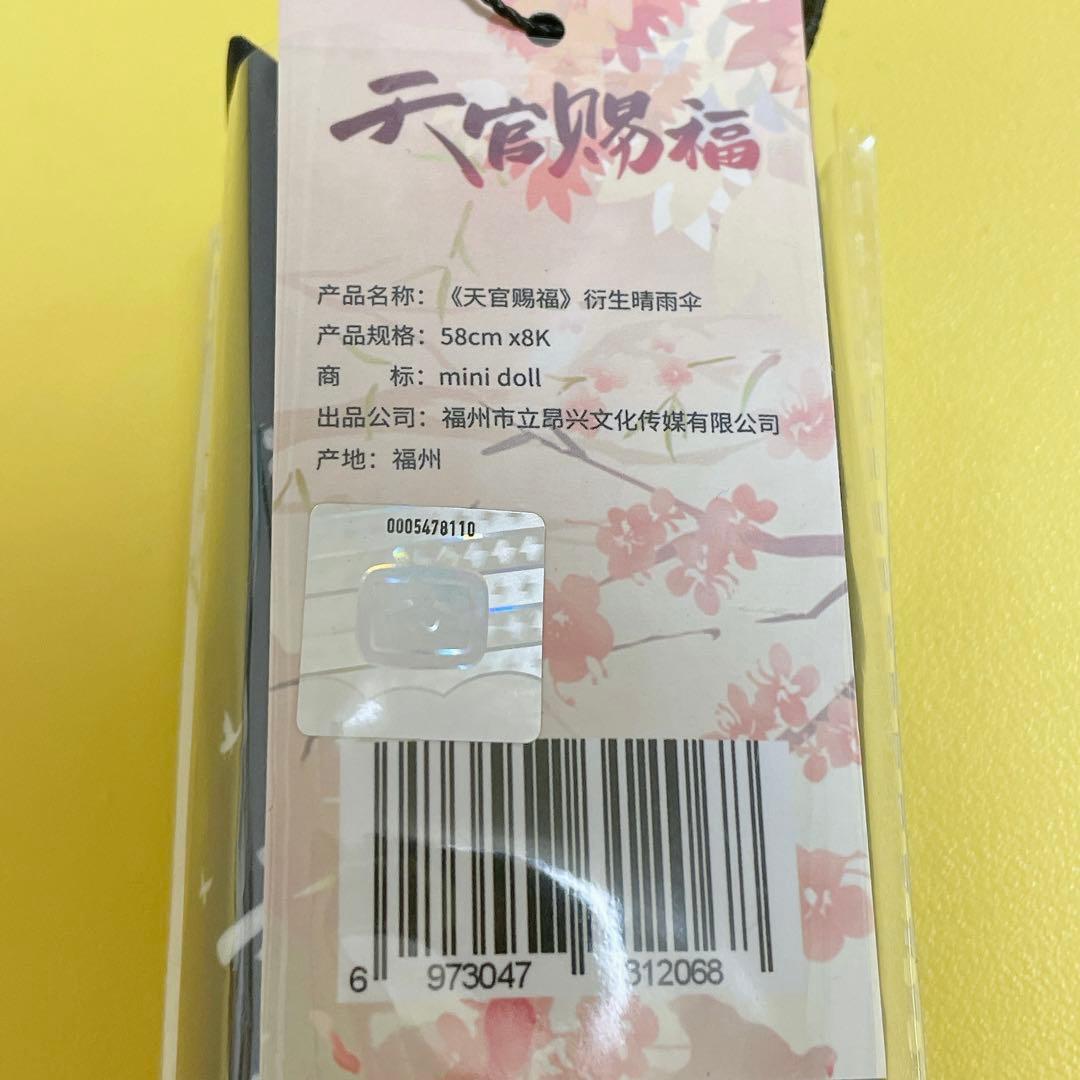 天官赐福
产品名称：《天官赐福》衍生晴雨伞
产品规格：58cm x8K
商 标：mini doll
出品公司：福州市立昂兴文化传媒有限公司
产地：福州
0005478110
6 973047 312068